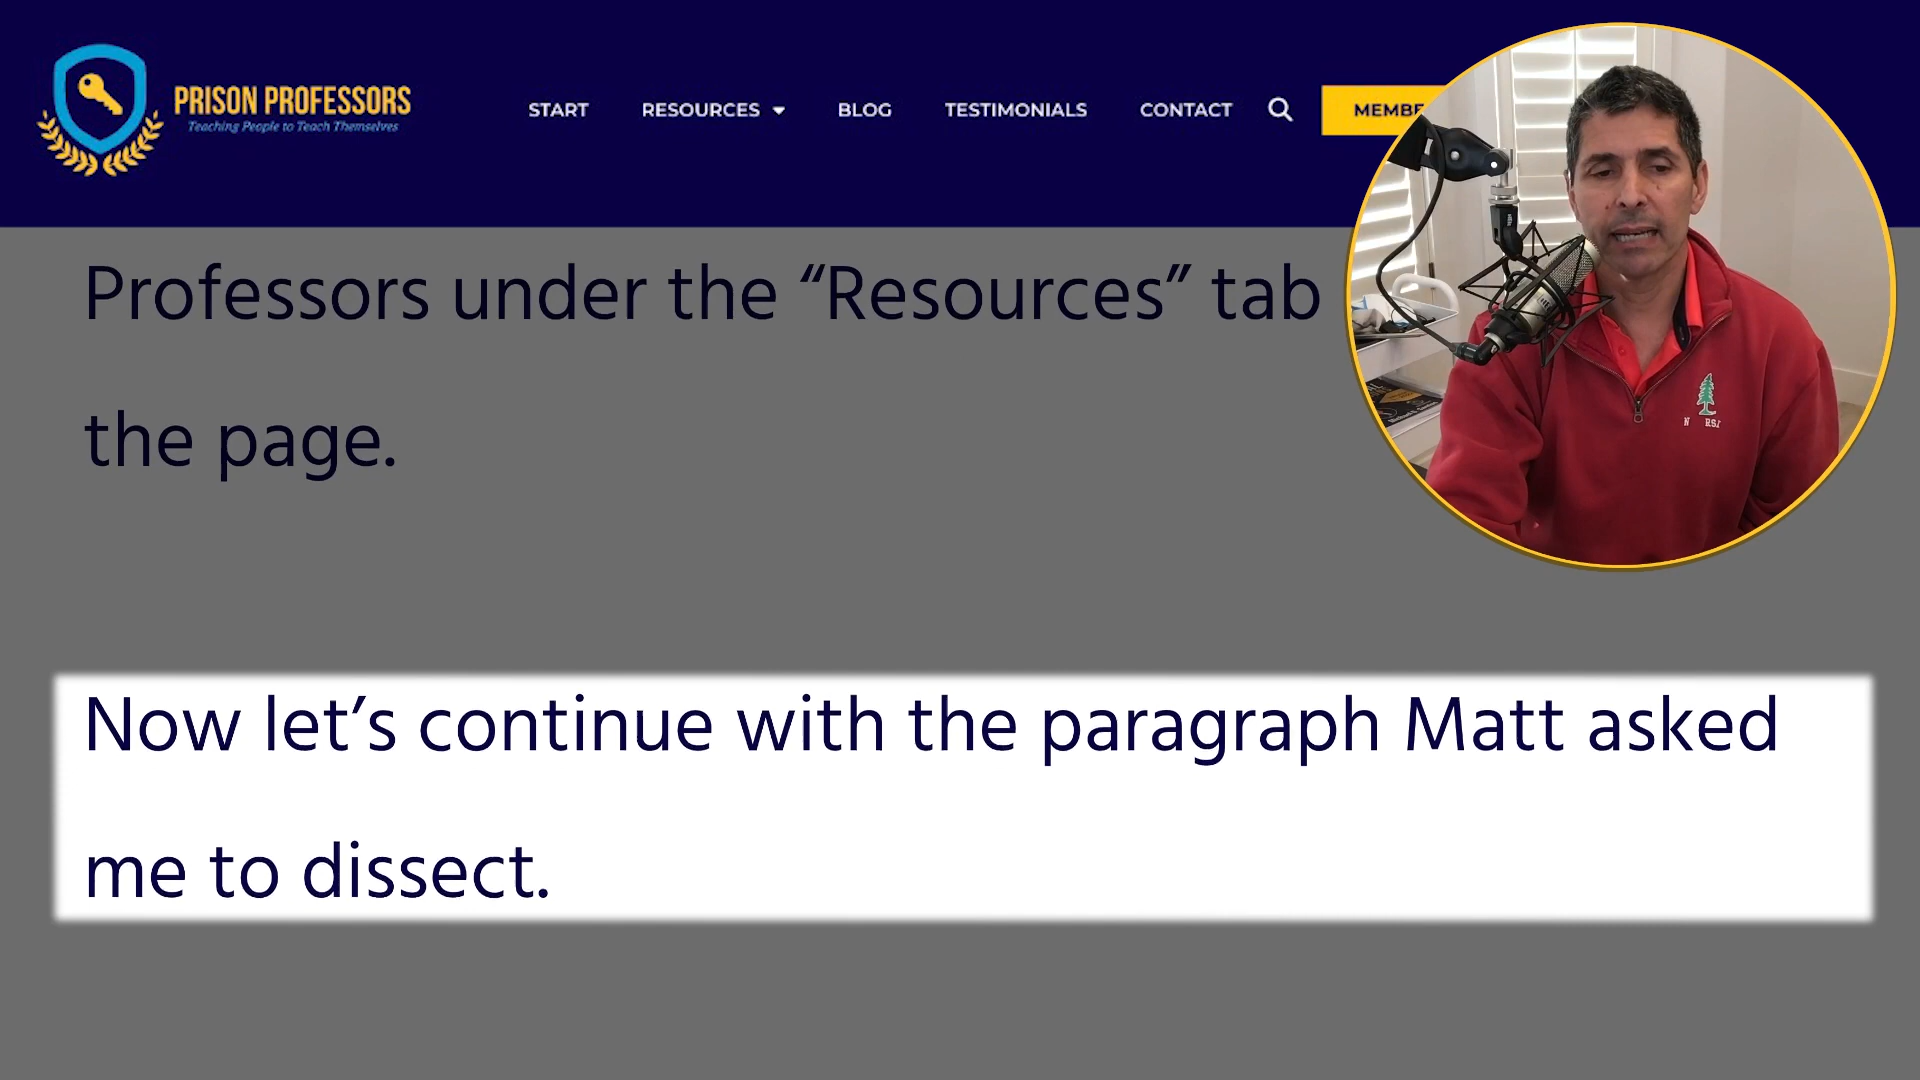 PRISON PROFESSORS
Teaching People to Teach Themselves
START RESOURCES BLOG TESTIMONIALS CONTACT
Professors under the “Resources” tab
the page.
Now let’s continue with the paragraph Matt asked
me to dissect.